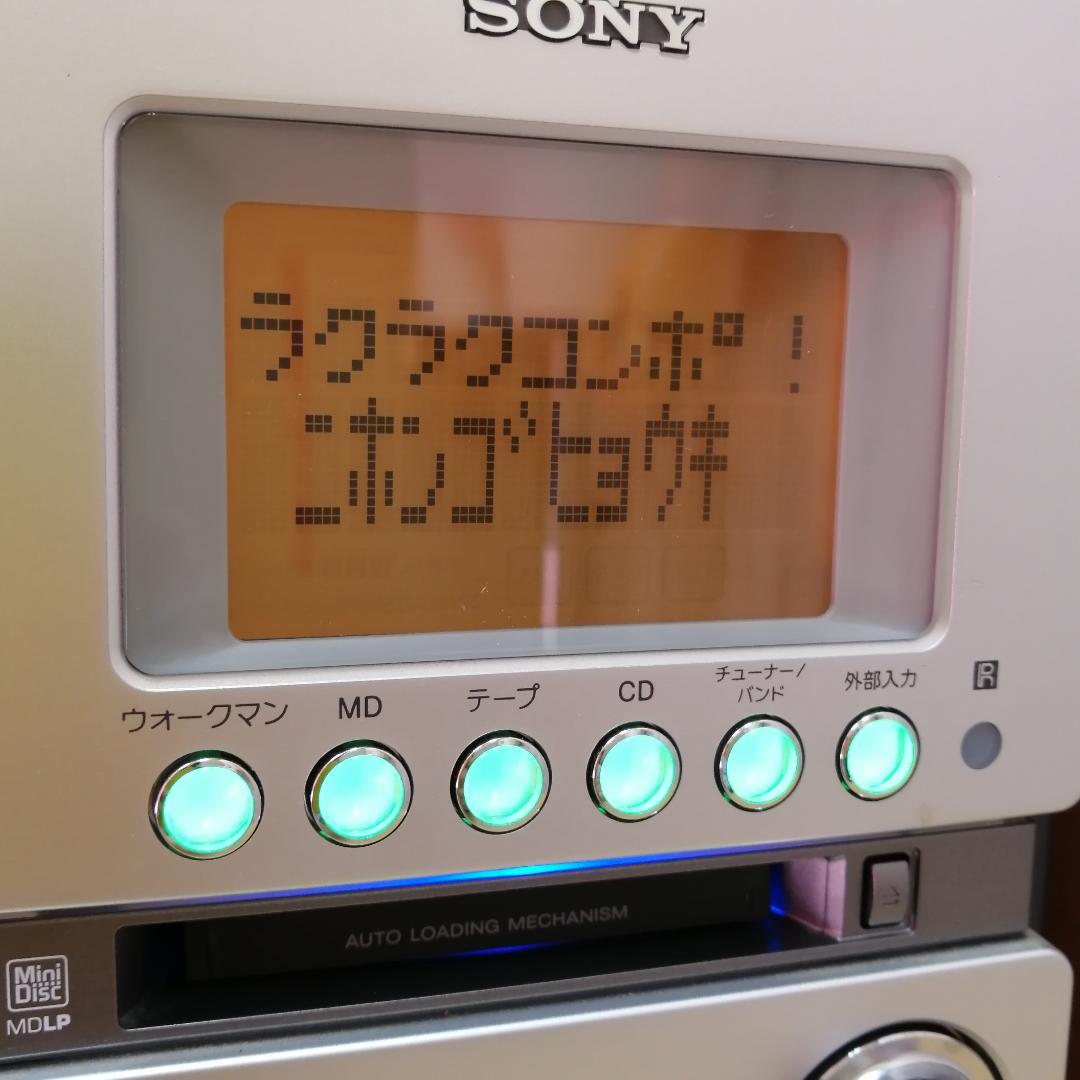 SONY
ラクラクコンポ!
ニホンゴヒョウキ
ウォークマン
MD
テープ
CD
チューナー/
バンド
外部入力
R
AUTO LOADING MECHANISM
Mini
Disc
MDLP